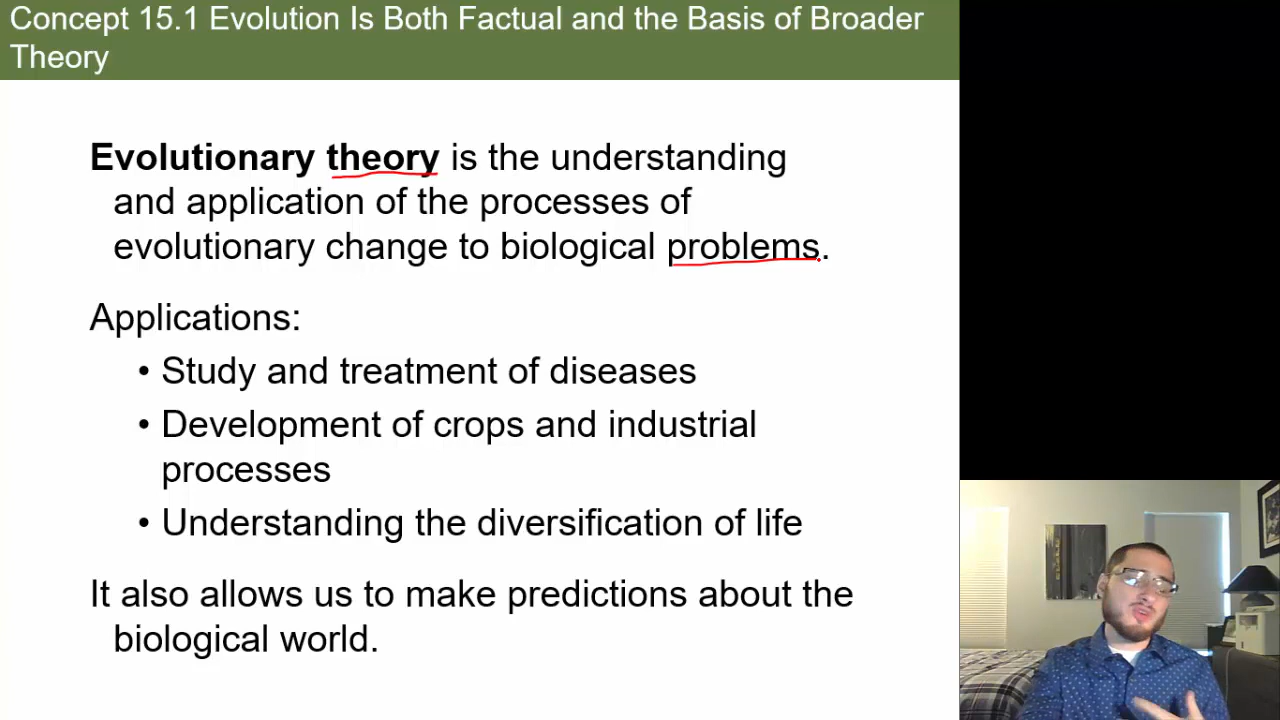 Concept 15.1 Evolution Is Both Factual and the Basis of Broader
Theory
Evolutionary theory is the understanding
and application of the processes of
evolutionary change to biological problems.
Applications:
• Study and treatment of diseases
• Development of crops and industrial
processes
• Understanding the diversification of life
It also allows us to make predictions about the
biological world.